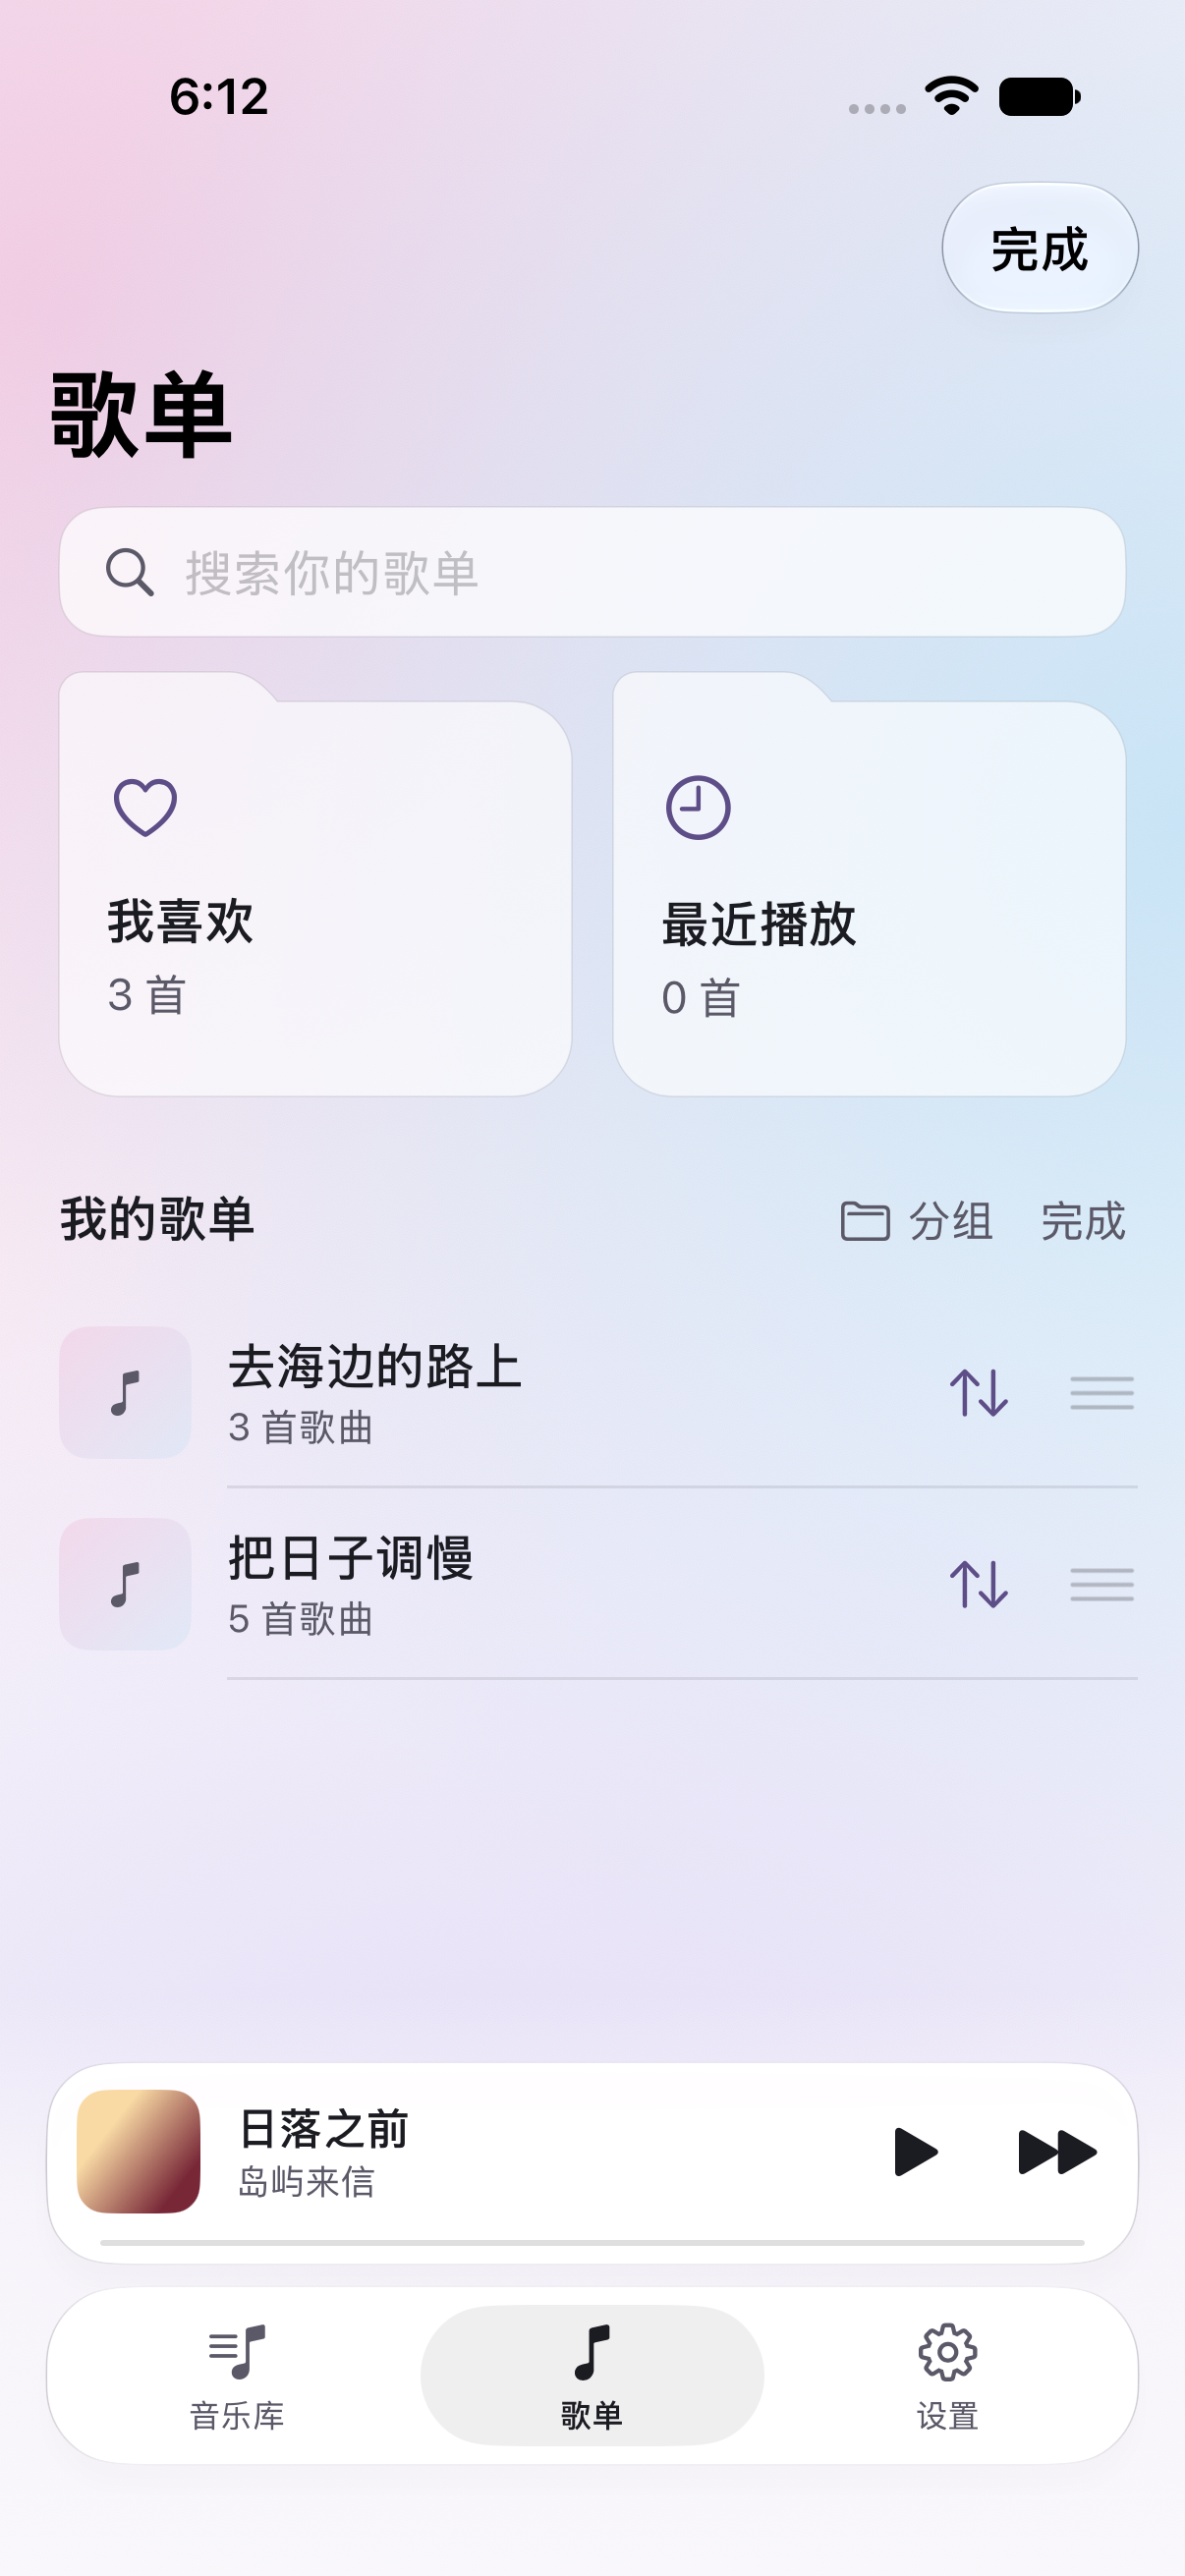 6:12
完成
歌单
搜索你的歌单
我喜欢
3 首
最近播放
0 首
我的歌单
分组 完成
去海边的路上
3 首歌曲
把日子调慢
5 首歌曲
日落之前
岛屿来信
音乐库
歌单
设置